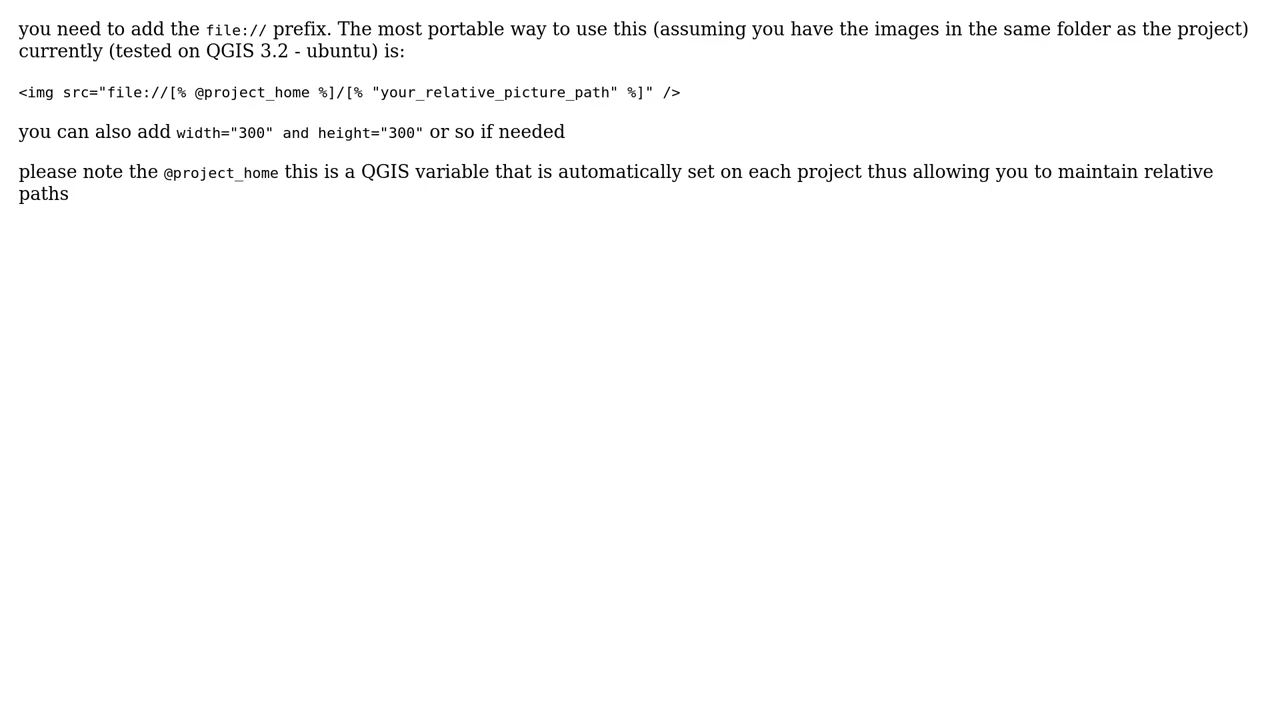 you need to add the file:// prefix. The most portable way to use this (assuming you have the images in the same folder as the project)
currently (tested on QGIS 3.2 - ubuntu) is:
<img src="file://[% @project_home %]/[% "your_relative_picture_path" %]" />
you can also add width="300" and height="300" or so if needed
please note the @project_home this is a QGIS variable that is automatically set on each project thus allowing you to maintain relative
paths